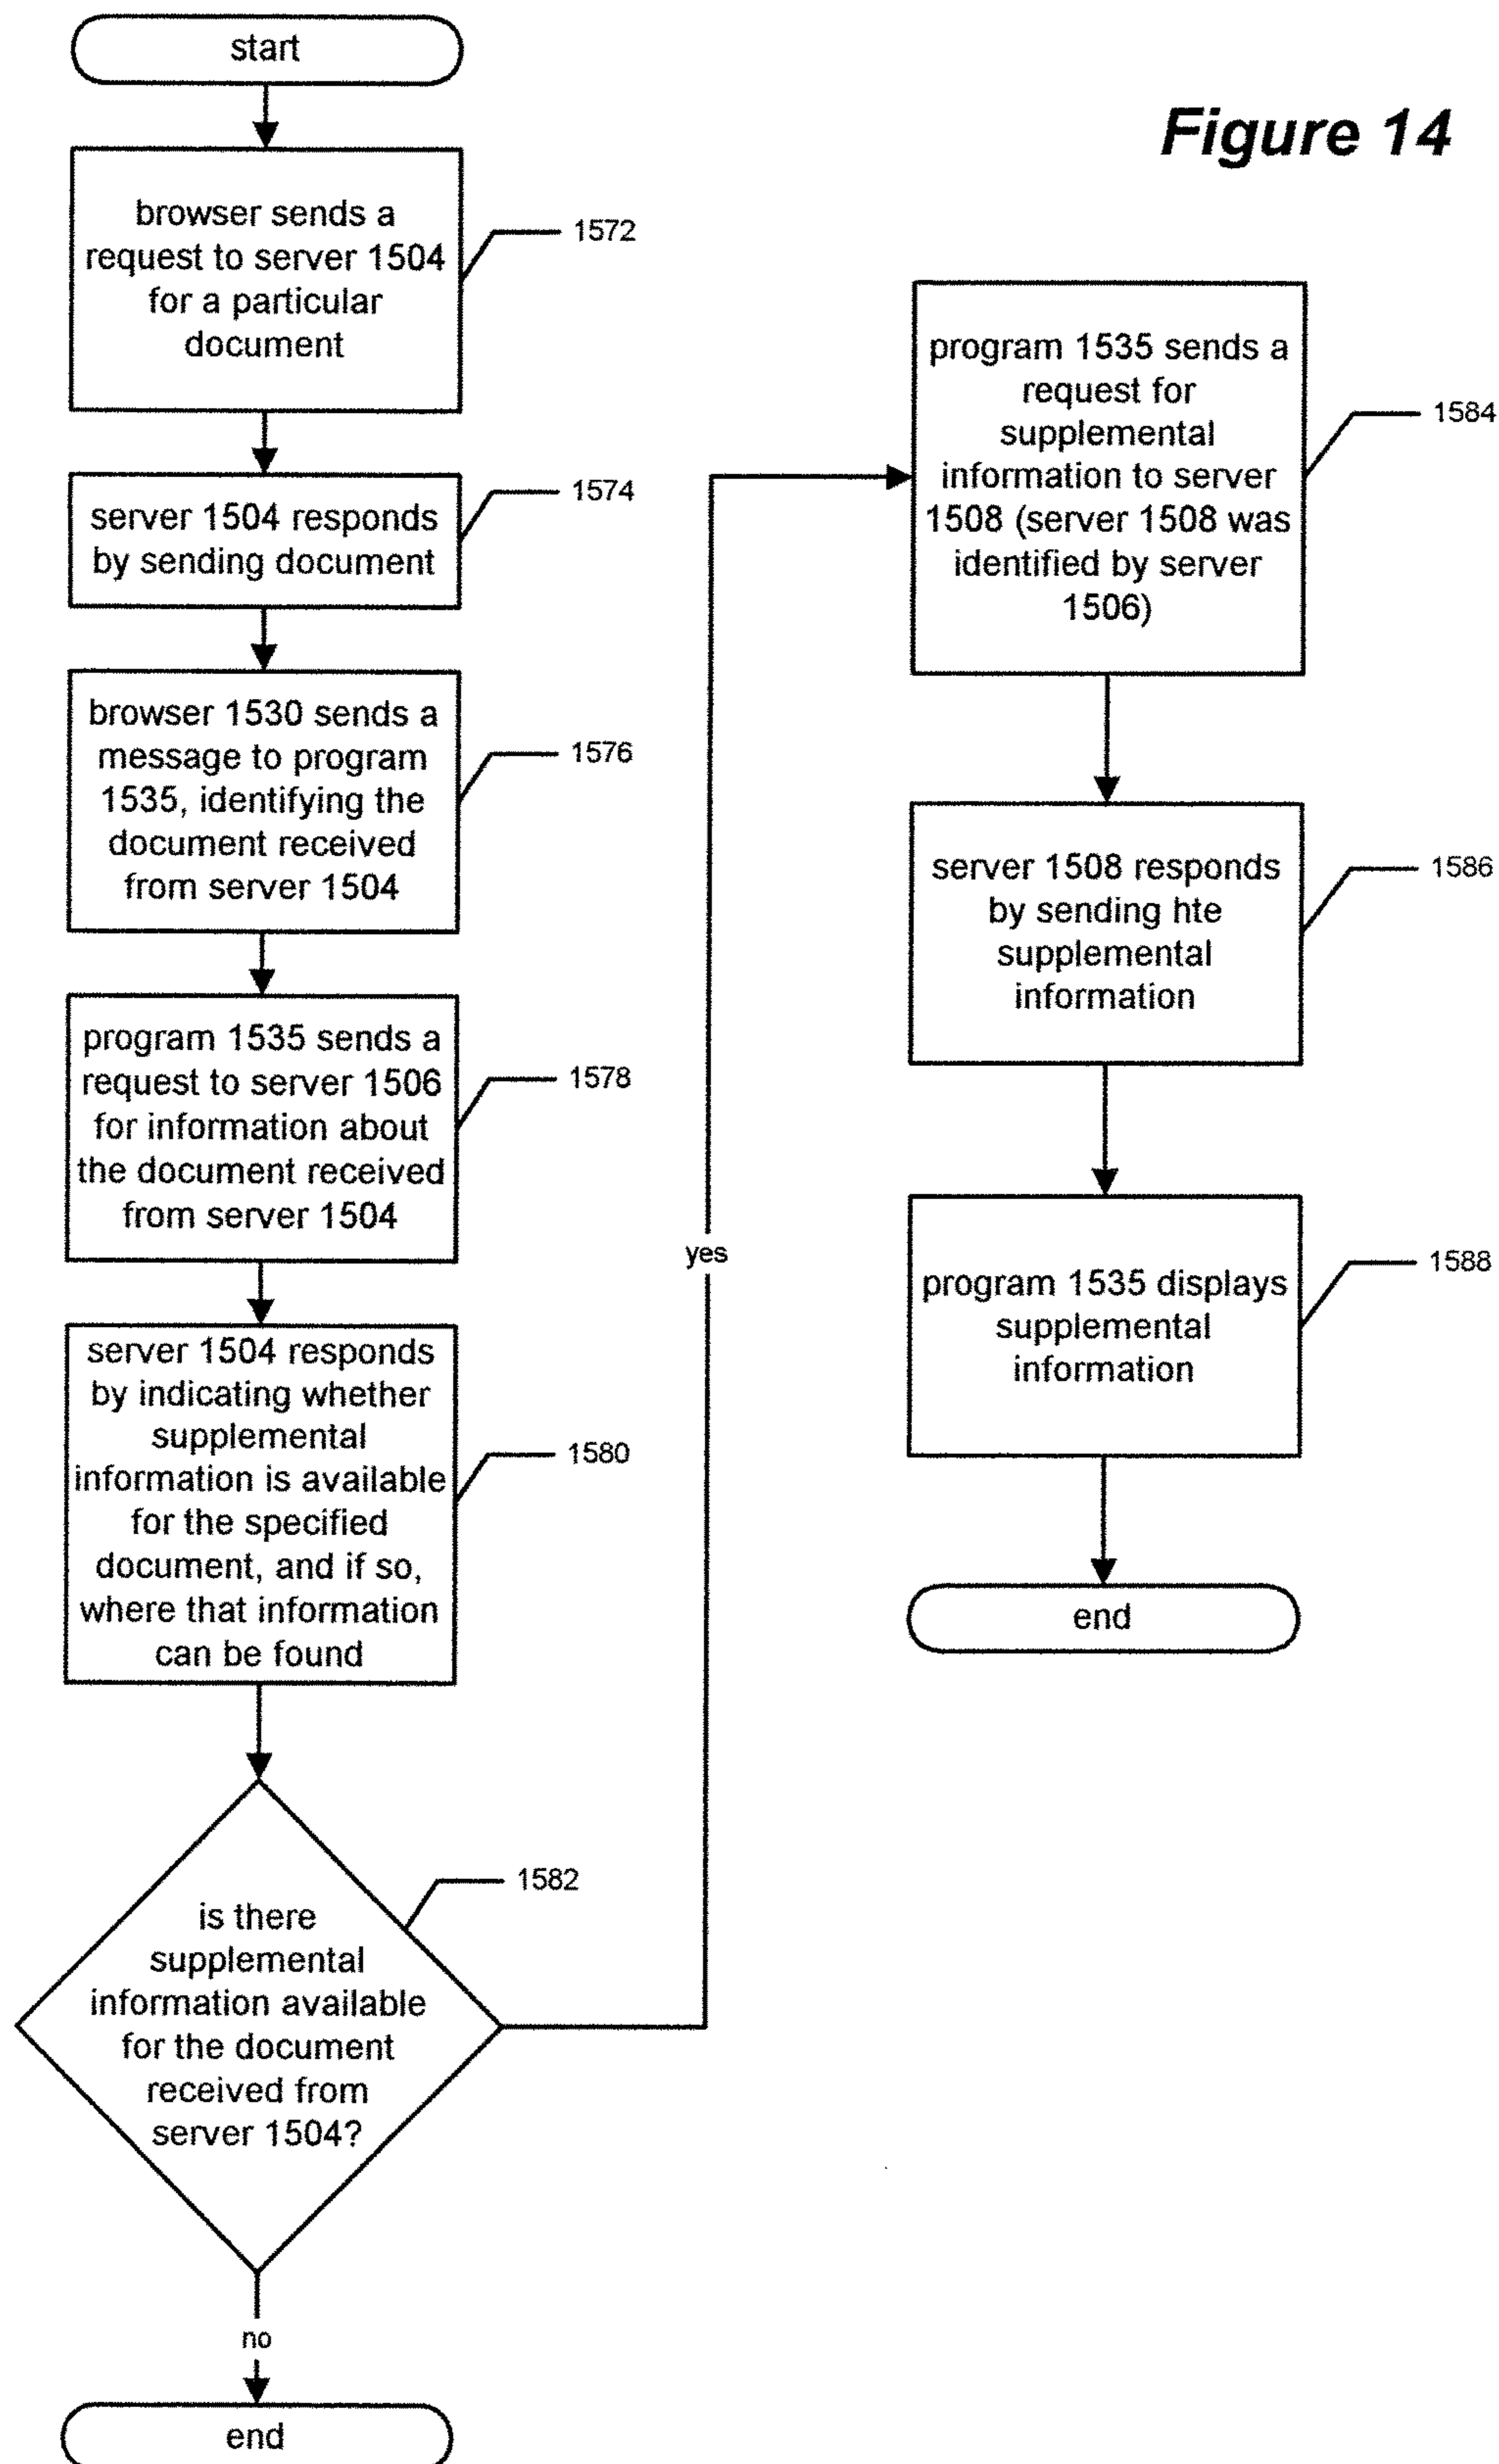 Figure 14
start
browser sends a
request to server 1504
for a particular
document
1572
server 1504 responds
by sending document
1574
browser 1530 sends a
message to program
1535, identifying the
document received
from server 1504
1576
program 1535 sends a
request to server 1506
for information about
the document received
from server 1504
1578
server 1504 responds
by indicating whether
supplemental
information is available
for the specified
document, and if so,
where that information
can be found
1580
is there
supplemental
information available
for the document
received from
server 1504?
1582
no
end
yes
program 1535 sends a
request for
supplemental
information to server
1508 (server 1508 was
identified by server
1506)
1584
server 1508 responds
by sending hte
supplemental
information
1586
program 1535 displays
supplemental
information
1588
end